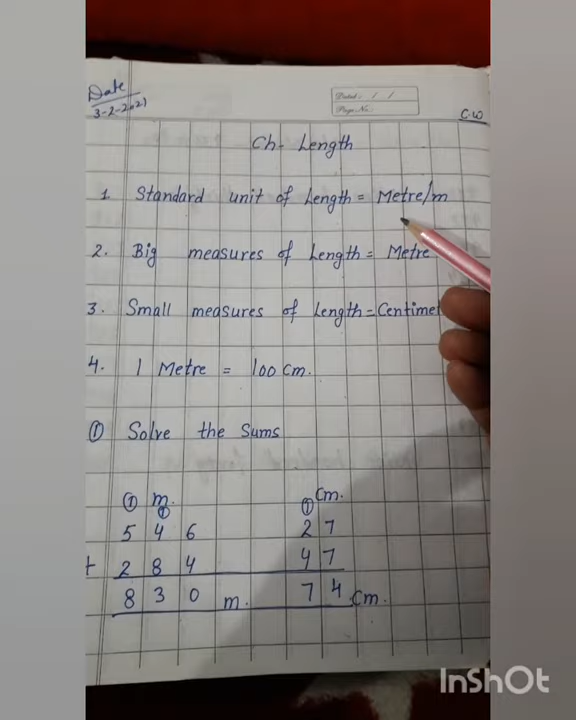 Date
3-2-2021
Dated: / /
Page No.
C.W
Ch- Length
1. Standard unit of Length = Metre/m
2. Big measures of Length = Metre
3. Small measures of Length = Centimet
4. 1 Metre = 100 Cm.
① Solve the Sums
① m. Cm.
① ①
5 4 6 2 7
+ 2 8 4 4 7
8 3 0 m. 7 4 Cm.
InShOt